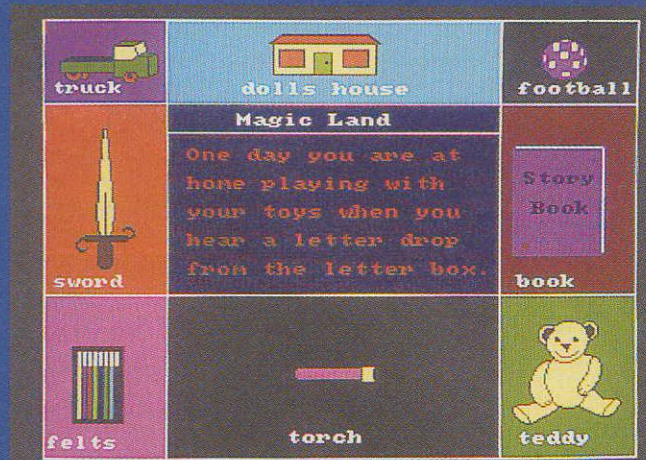 truck
dolls house
football
Magic Land
One day you are at
home playing with
your toys when you
hear a letter drop
from the letter box.
sword
Story
Book
book
felts
torch
teddy